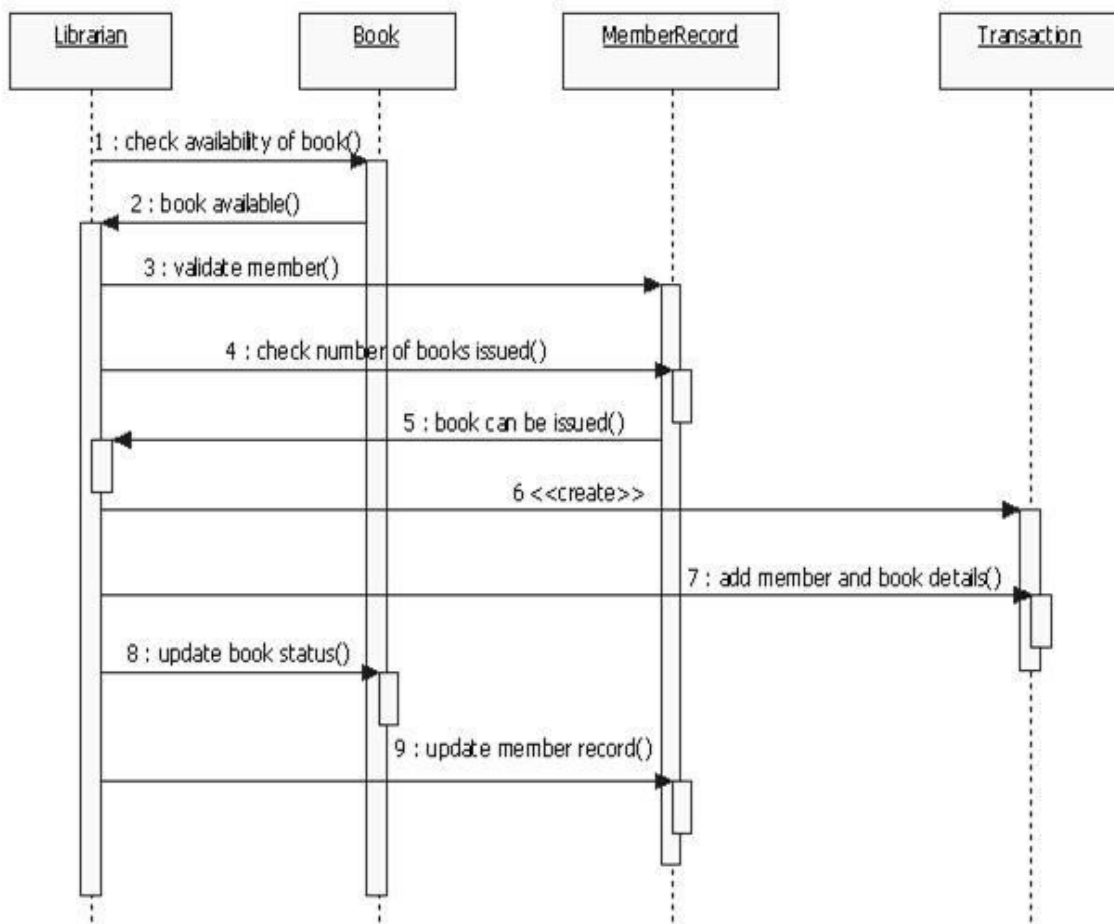 Librarian
Book
MemberRecord
Transaction
1 : check availability of book()
2 : book available()
3 : validate member()
4 : check number of books issued()
5 : book can be issued()
6 <<create>>
7 : add member and book details()
8 : update book status()
9 : update member record()